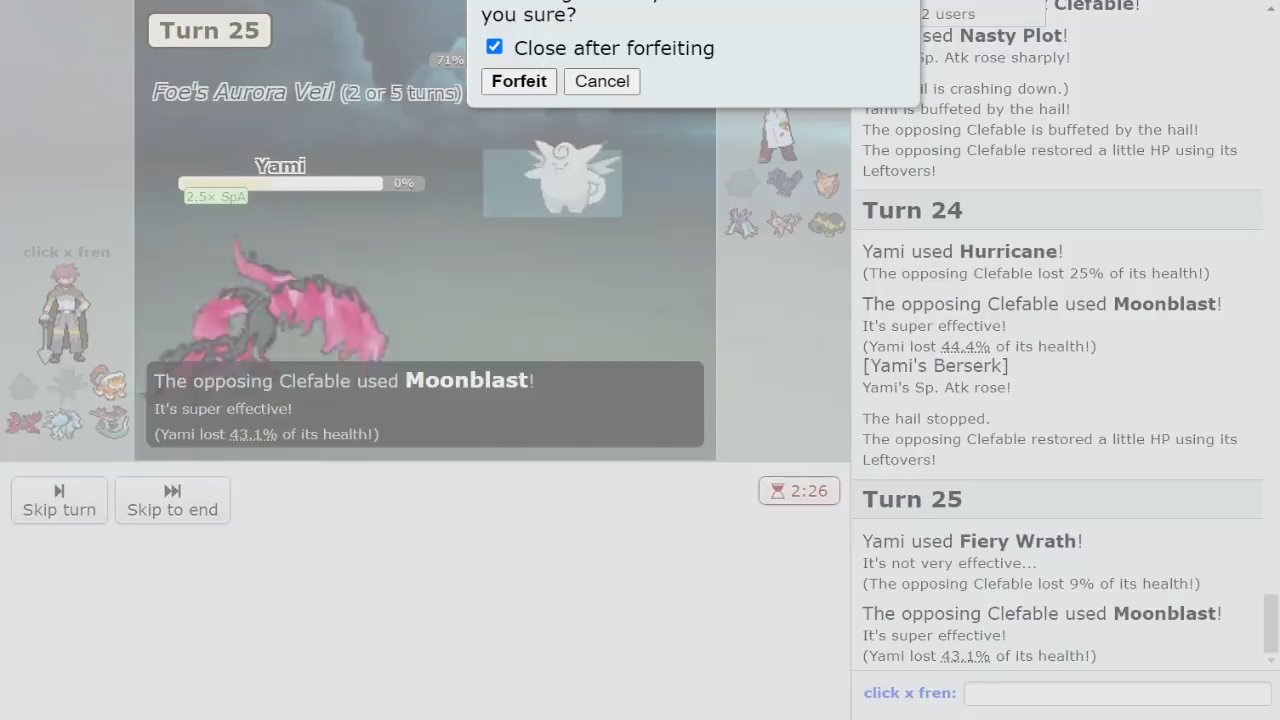 you sure?
Close after forfeiting
Forfeit
Cancel
Turn 25
71%
Foe's Aurora Veil (2 or 5 turns)
Yami
0%
2.5× SpA
click x fren
The opposing Clefable used Moonblast!
It's super effective!
(Yami lost 43.1% of its health!)
Skip turn
Skip to end
2:26
2 users
Clefable!
sed Nasty Plot!
Sp. Atk rose sharply!
il is crashing down.)
Yami is buffeted by the hail!
The opposing Clefable is buffeted by the hail!
The opposing Clefable restored a little HP using its
Leftovers!
Turn 24
Yami used Hurricane!
(The opposing Clefable lost 25% of its health!)
The opposing Clefable used Moonblast!
It's super effective!
(Yami lost 44.4% of its health!)
[Yami's Berserk]
Yami's Sp. Atk rose!
The hail stopped.
The opposing Clefable restored a little HP using its
Leftovers!
Turn 25
Yami used Fiery Wrath!
It's not very effective...
(The opposing Clefable lost 9% of its health!)
The opposing Clefable used Moonblast!
It's super effective!
(Yami lost 43.1% of its health!)
click x fren: